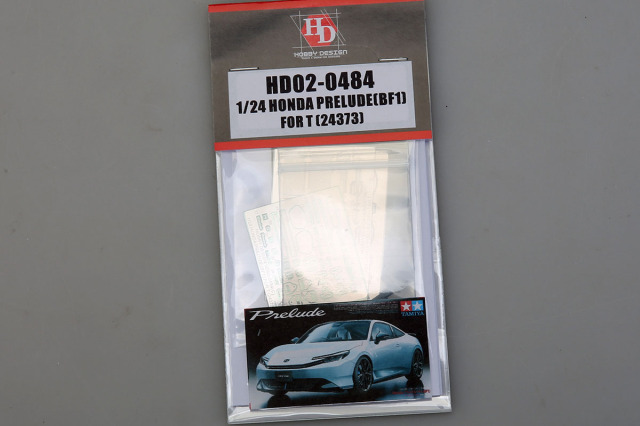 HD
HOBBY DESIGN
HD02-0484
1/24 HONDA PRELUDE(BF1)
FOR T (24373)
Prelude
TAMIYA